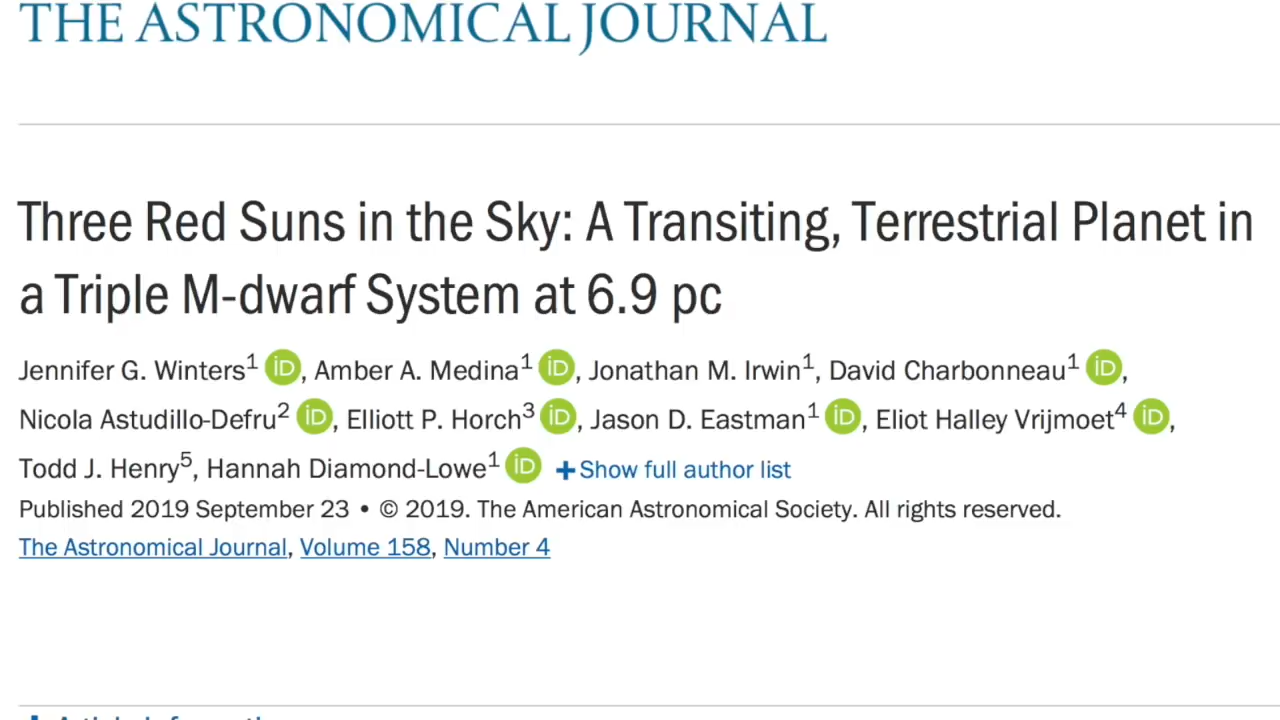 THE ASTRONOMICAL JOURNAL
Three Red Suns in the Sky: A Transiting, Terrestrial Planet in
a Triple M-dwarf System at 6.9 pc
Jennifer G. Winters1 iD, Amber A. Medina1 iD, Jonathan M. Irwin1, David Charbonneau1 iD,
Nicola Astudillo-Defru2 iD, Elliott P. Horch3 iD, Jason D. Eastman1 iD, Eliot Halley Vrijmoet4 iD,
Todd J. Henry5, Hannah Diamond-Lowe1 iD +Show full author list
Published 2019 September 23 • © 2019. The American Astronomical Society. All rights reserved.
The Astronomical Journal, Volume 158, Number 4